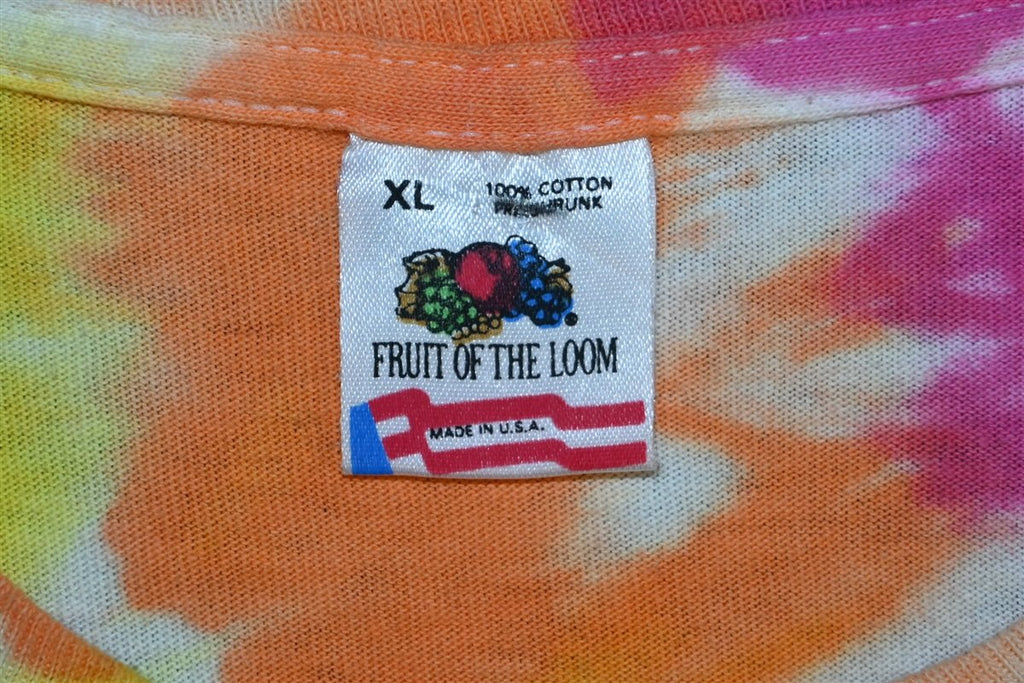 XL
100% COTTON
PRESHRUNK
FRUIT OF THE LOOM
®
MADE IN U.S.A.